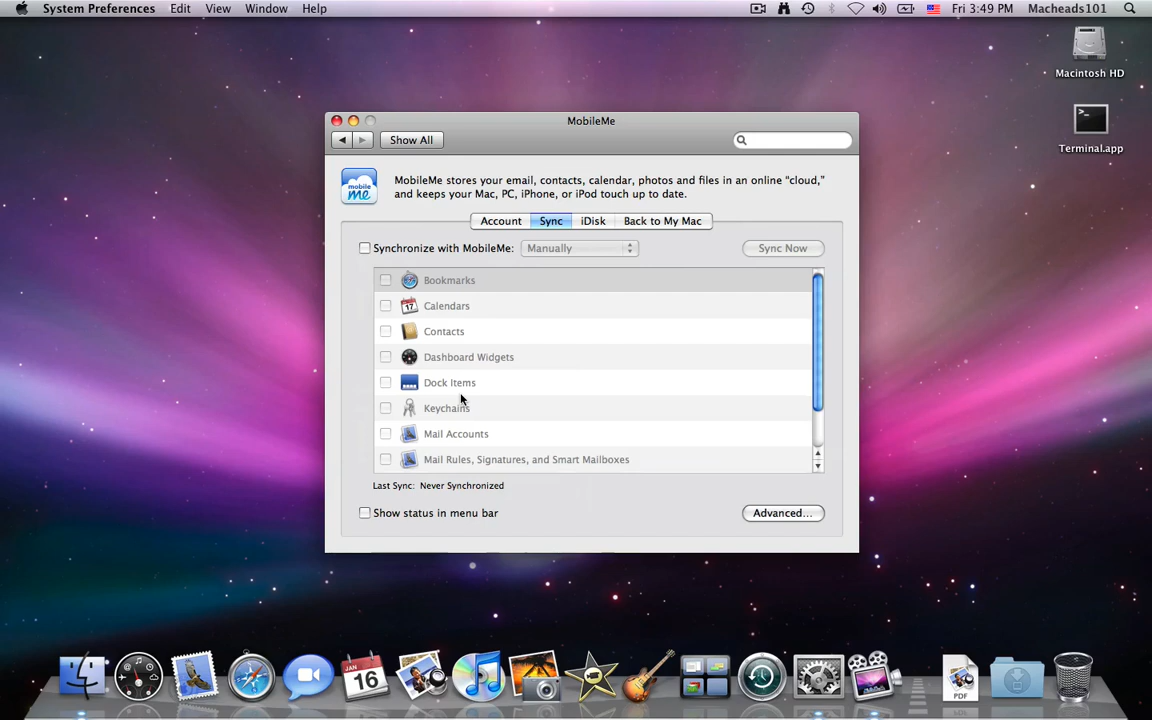 System Preferences Edit View Window Help Fri 3:49 PM Macheads101
Macintosh HD
Terminal.app
MobileMe
Show All
mobile
me
MobileMe stores your email, contacts, calendar, photos and files in an online “cloud,”
and keeps your Mac, PC, iPhone, or iPod touch up to date.
Account Sync iDisk Back to My Mac
Synchronize with MobileMe: Manually Sync Now
Bookmarks
17 Calendars
Contacts
Dashboard Widgets
Dock Items
Keychains
Mail Accounts
Mail Rules, Signatures, and Smart Mailboxes
Last Sync: Never Synchronized
Show status in menu bar Advanced...
JAN
16
PDF